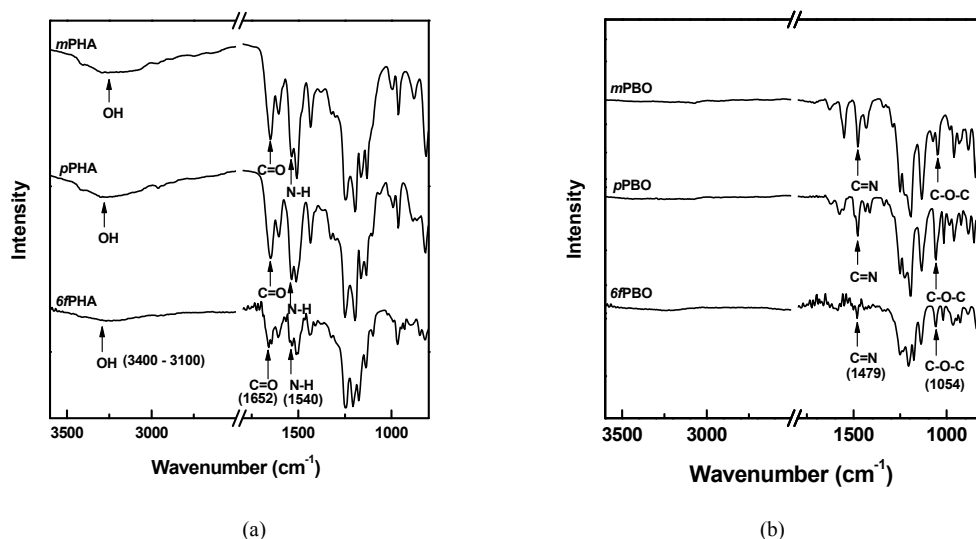 mPHA
OH
C=O
N-H
pPHA
OH
C=O
N-H
6fPHA
OH (3400 - 3100)
C=O
(1652)
N-H
(1540)
Intensity
3500 3000 1500 1000
Wavenumber (cm⁻¹)
(a)
mPBO
C=N
C-O-C
pPBO
C=N
C-O-C
6fPBO
C=N
(1479)
C-O-C
(1054)
Intensity
3500 3000 1500 1000
Wavenumber (cm⁻¹)
(b)